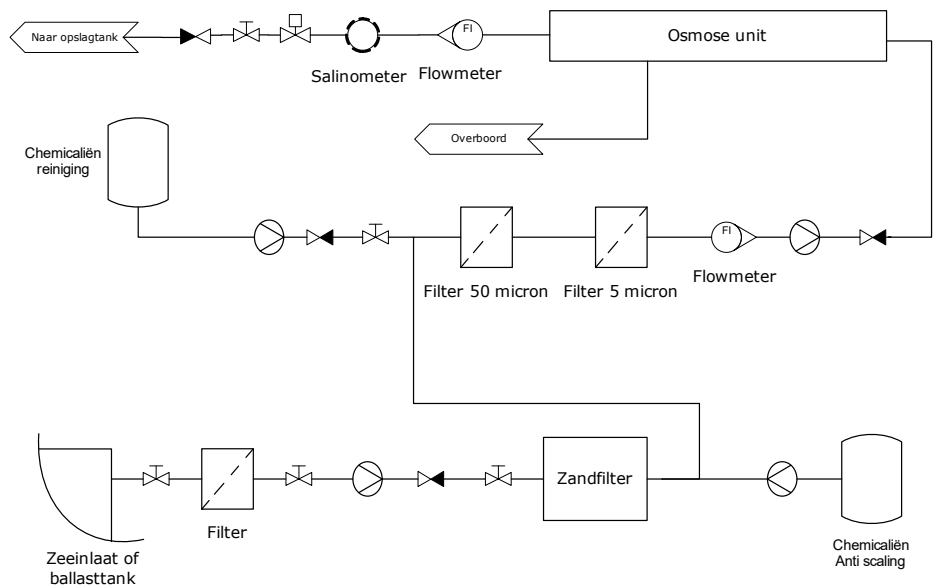 Naar opslagtank
FI
Osmose unit
Salinometer
Flowmeter
Overboord
Chemicaliën
reiniging
FI
Filter 50 micron
Filter 5 micron
Flowmeter
Zandfilter
Filter
Zeeinlaat of
ballasttank
Chemicaliën
Anti scaling